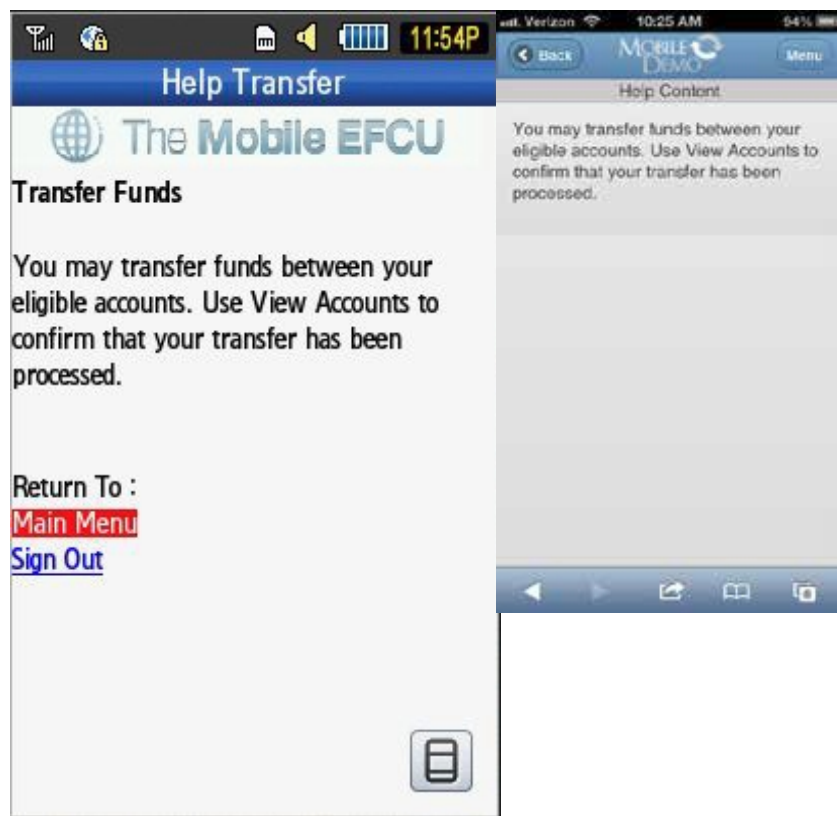 11:54P
Help Transfer
The Mobile EFCU
Transfer Funds
You may transfer funds between your
eligible accounts. Use View Accounts to
confirm that your transfer has been
processed.
Return To :
Main Menu
Sign Out
Verizon 10:25 AM 94%
Back MOBILE DEMO Menu
Help Content
You may transfer funds between your
eligible accounts. Use View Accounts to
confirm that your transfer has been
processed.